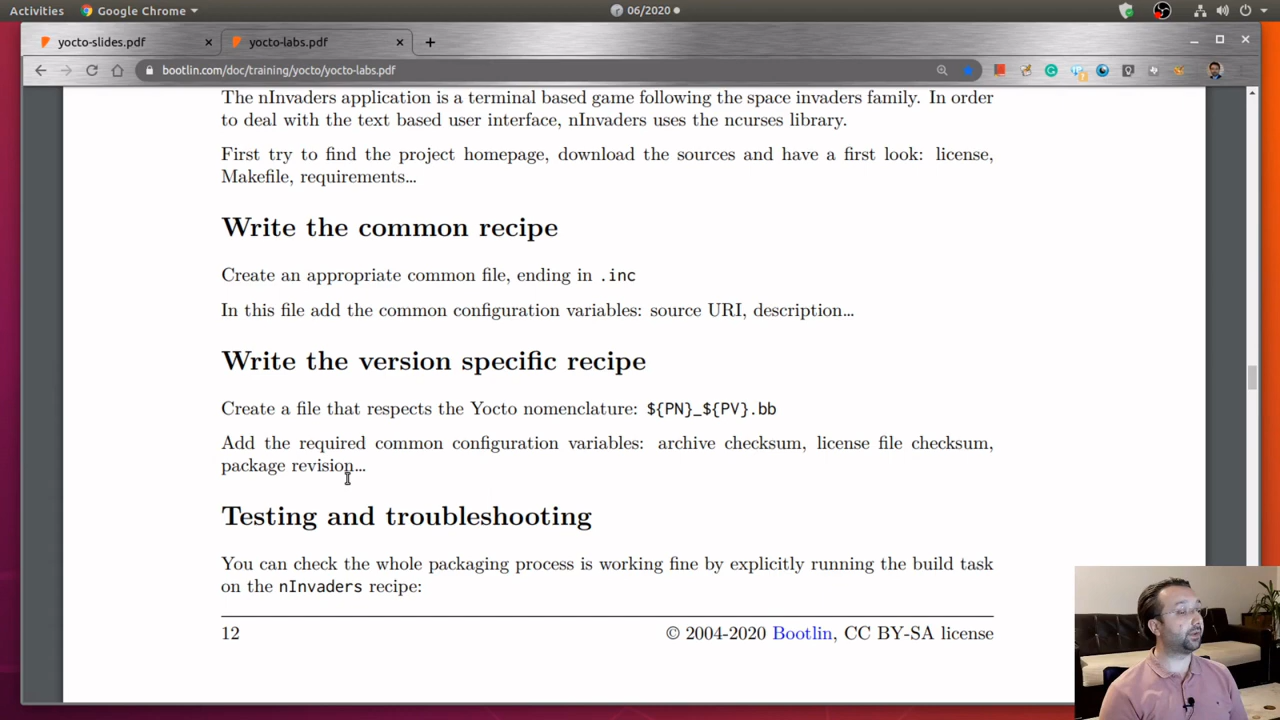 Activities
Google Chrome
06/2020
yocto-slides.pdf
yocto-labs.pdf
bootlin.com/doc/training/yocto/yocto-labs.pdf
The nInvaders application is a terminal based game following the space invaders family. In order
to deal with the text based user interface, nInvaders uses the ncurses library.
First try to find the project homepage, download the sources and have a first look: license,
Makefile, requirements...
Write the common recipe
Create an appropriate common file, ending in .inc
In this file add the common configuration variables: source URI, description...
Write the version specific recipe
Create a file that respects the Yocto nomenclature: ${PN}_${PV}.bb
Add the required common configuration variables: archive checksum, license file checksum,
package revision...
Testing and troubleshooting
You can check the whole packaging process is working fine by explicitly running the build task
on the nInvaders recipe:
12
© 2004-2020 Bootlin, CC BY-SA license